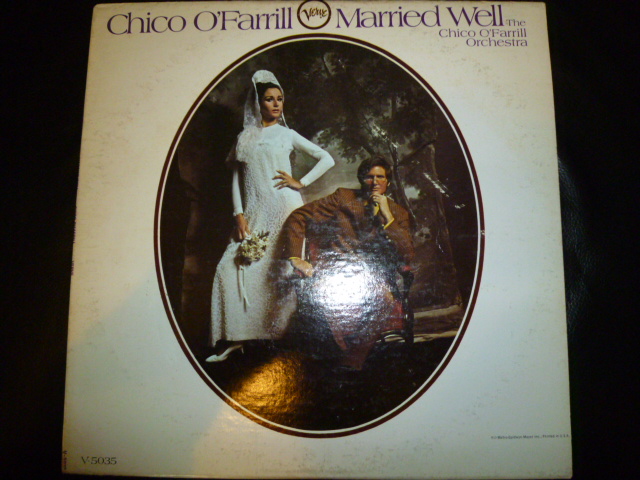 Chico O'Farrill Verve Married Well The
Chico O'Farrill
Orchestra
V-5035